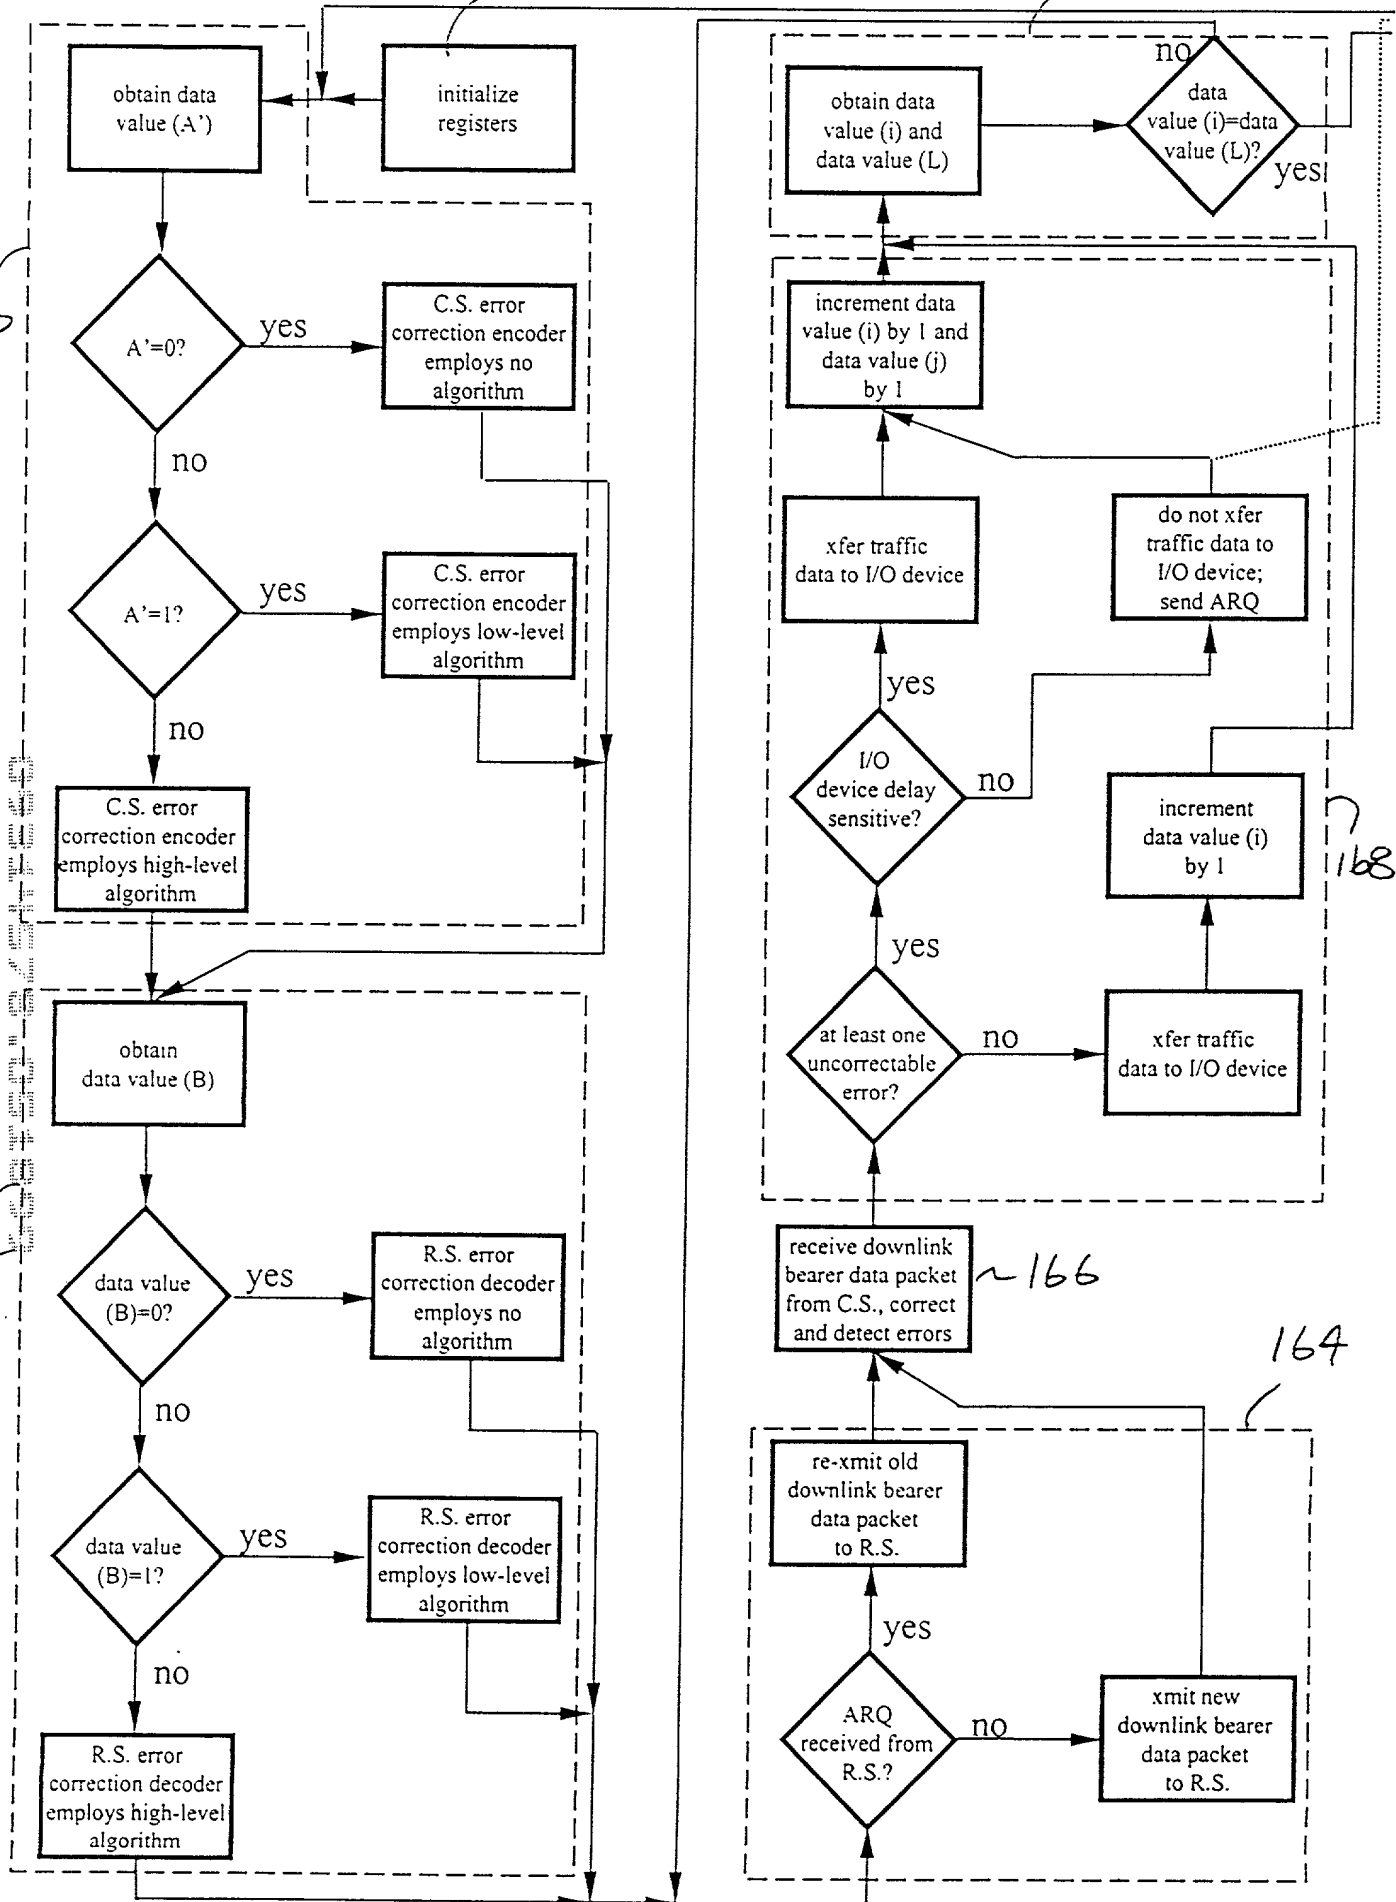 obtain data
value (A')
initialize
registers
A'=0?
yes
C.S. error
correction encoder
employs no
algorithm
no
A'=1?
yes
C.S. error
correction encoder
employs low-level
algorithm
no
C.S. error
correction encoder
employs high-level
algorithm
obtain
data value (B)
data value
(B)=0?
yes
R.S. error
correction decoder
employs no
algorithm
no
data value
(B)=1?
yes
R.S. error
correction decoder
employs low-level
algorithm
no
R.S. error
correction decoder
employs high-level
algorithm
obtain data
value (i) and
data value (L)
no
data
value (i)=data
value (L)?
yes
increment data
value (i) by 1 and
data value (j)
by 1
xfer traffic
data to I/O device
do not xfer
traffic data to
I/O device;
send ARQ
yes
I/O
device delay
sensitive?
no
increment
data value (i)
by 1
168
yes
at least one
uncorrectable
error?
no
xfer traffic
data to I/O device
receive downlink
bearer data packet
from C.S., correct
and detect errors
166
164
re-xmit old
downlink bearer
data packet
to R.S.
yes
ARQ
received from
R.S.?
no
xmit new
downlink bearer
data packet
to R.S.